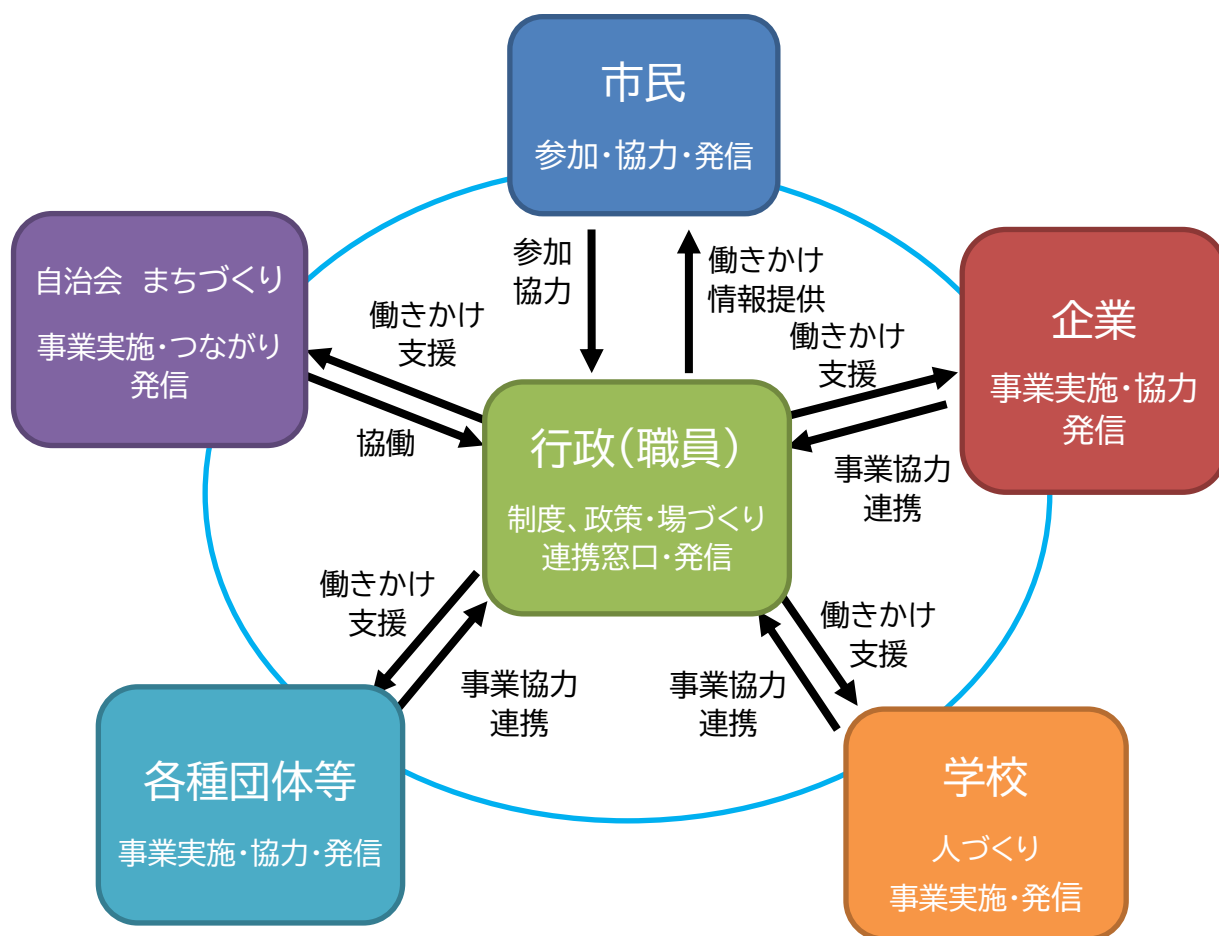 市民
参加・協力・発信
自治会　まちづくり
事業実施・つながり
発信
企業
事業実施・協力
発信
参加
協力
働きかけ
情報提供
働きかけ
支援
働きかけ
支援
協働
事業協力
連携
行政(職員)
制度、政策・場づくり
連携窓口・発信
働きかけ
支援
事業協力
連携
事業協力
連携
働きかけ
支援
各種団体等
事業実施・協力・発信
学校
人づくり
事業実施・発信